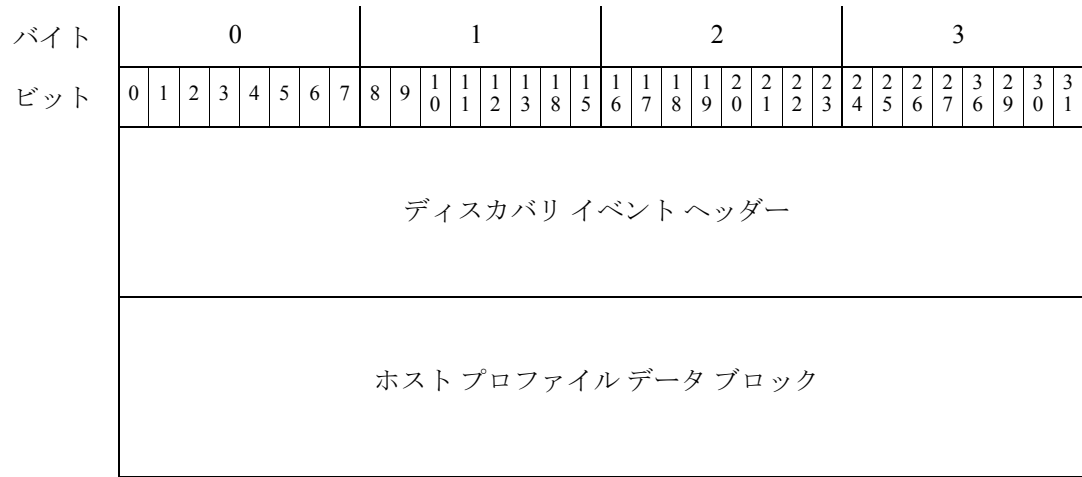 バイト 0 1 2 3
ビット 0 1 2 3 4 5 6 7 8 9 10 11 12 13 18 15 16 17 18 19 20 21 22 23 24 25 26 27 36 29 30 31
ディスカバリ イベント ヘッダー
ホスト プロファイル データ ブロック